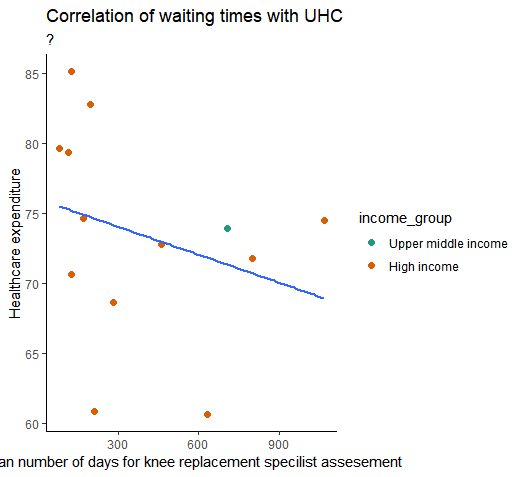 Correlation of waiting times with UHC
?
85
80
75
70
65
60
Healthcare expenditure
300 600 900
an number of days for knee replacement specilist assesement
income_group
Upper middle income
High income